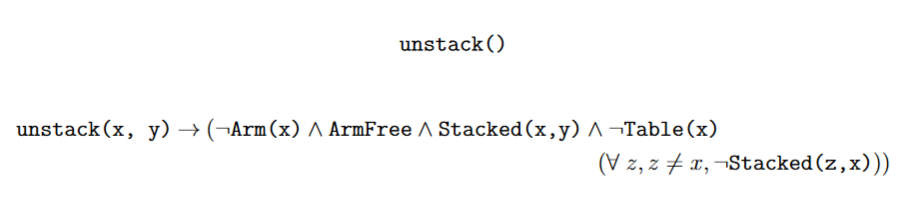 unstack()
unstack(x, y) → (¬Arm(x) ∧ ArmFree ∧ Stacked(x,y) ∧ ¬Table(x)
(∀ z, z ≠ x, ¬Stacked(z,x)))